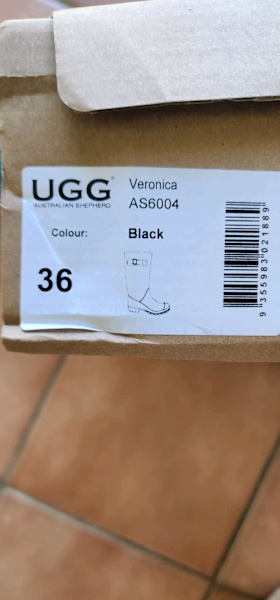 UGG®
AUSTRALIAN SHEPHERD
Veronica
AS6004
Colour:
Black
36
9 355983 021889